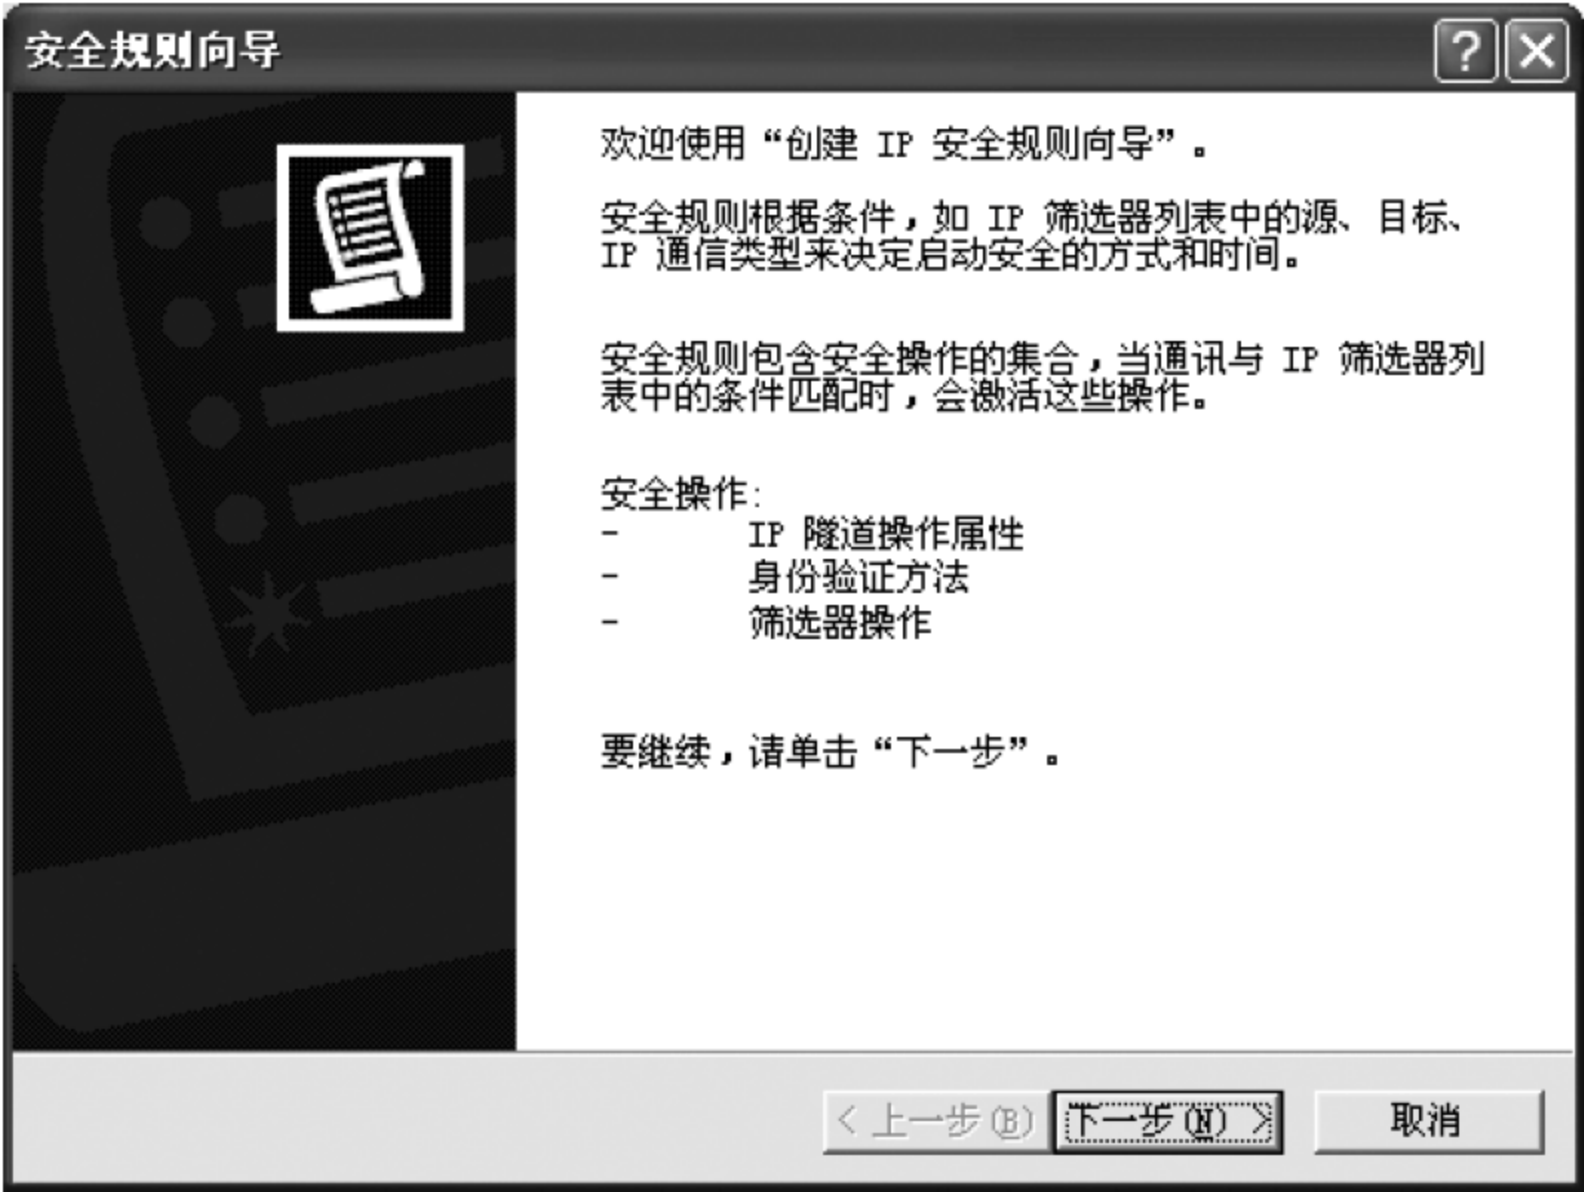 安全规则向导
欢迎使用“创建 IP 安全规则向导”。
安全规则根据条件，如 IP 筛选器列表中的源、目标、
IP 通信类型来决定启动安全的方式和时间。
安全规则包含安全操作的集合，当通讯与 IP 筛选器列
表中的条件匹配时，会激活这些操作。
安全操作:
- IP 隧道操作属性
- 身份验证方法
- 筛选器操作
要继续，请单击“下一步”。
< 上一步(B) 下一步(N) > 取消